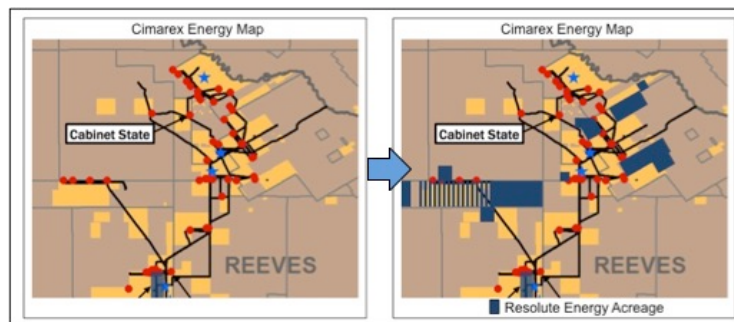 Cimarex Energy Map
Cabinet State
REEVES
Cimarex Energy Map
Cabinet State
REEVES
Resolute Energy Acreage